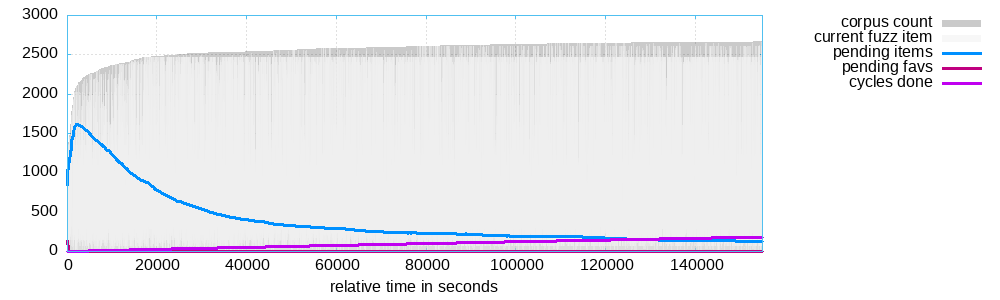 3000
2500
2000
1500
1000
500
0
0 20000 40000 60000 80000 100000 120000 140000
relative time in seconds
corpus count
current fuzz item
pending items
pending favs
cycles done